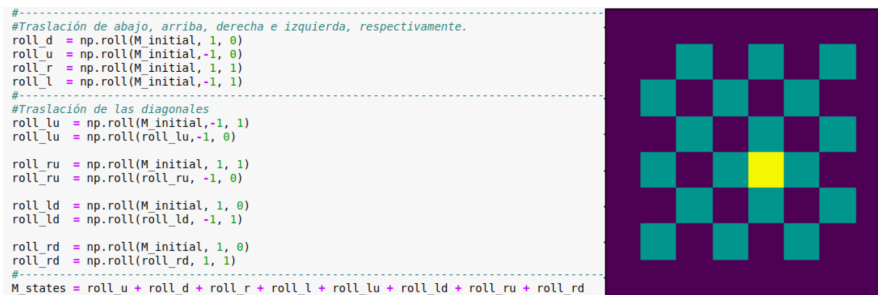 #--------------------------------------------------------------------------------------
#Traslación de abajo, arriba, derecha e izquierda, respectivamente.
roll_d  = np.roll(M_initial, 1, 0)
roll_u  = np.roll(M_initial,-1, 0)
roll_r  = np.roll(M_initial, 1, 1)
roll_l  = np.roll(M_initial,-1, 1)
#--------------------------------------------------------------------------------------
#Traslación de las diagonales
roll_lu  = np.roll(M_initial,-1, 1)
roll_lu  = np.roll(roll_lu,-1, 0)
roll_ru  = np.roll(M_initial, 1, 1)
roll_ru  = np.roll(roll_ru, -1, 0)
roll_ld  = np.roll(M_initial, 1, 0)
roll_ld  = np.roll(roll_ld, -1, 1)
roll_rd  = np.roll(M_initial, 1, 0)
roll_rd  = np.roll(roll_rd, 1, 1)
#--------------------------------------------------------------------------------------
M_states = roll_u + roll_d + roll_r + roll_l + roll_lu + roll_ld + roll_ru + roll_rd